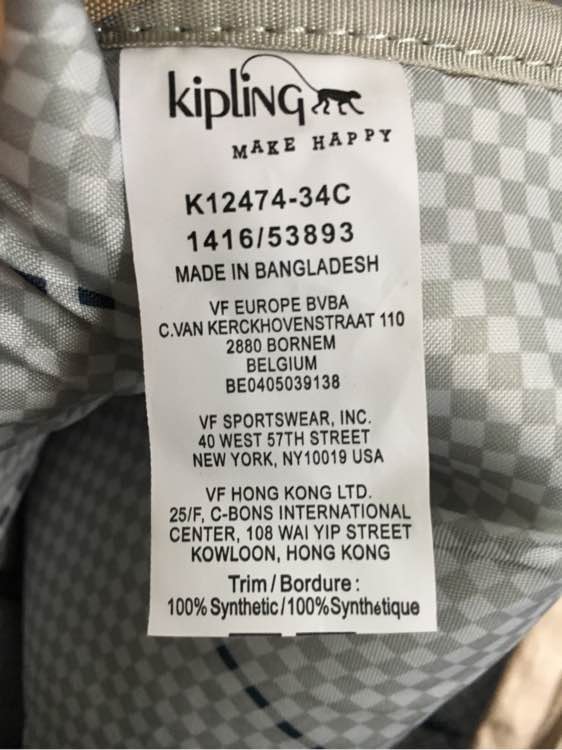 kipling
MAKE HAPPY
K12474-34C
1416/53893
MADE IN BANGLADESH
VF EUROPE BVBA
C.VAN KERCKHOVENSTRAAT 110
2880 BORNEM
BELGIUM
BE0405039138
VF SPORTSWEAR, INC.
40 WEST 57TH STREET
NEW YORK, NY10019 USA
VF HONG KONG LTD.
25/F, C-BONS INTERNATIONAL
CENTER, 108 WAI YIP STREET
KOWLOON, HONG KONG
Trim / Bordure :
100% Synthetic/100%Synthétique